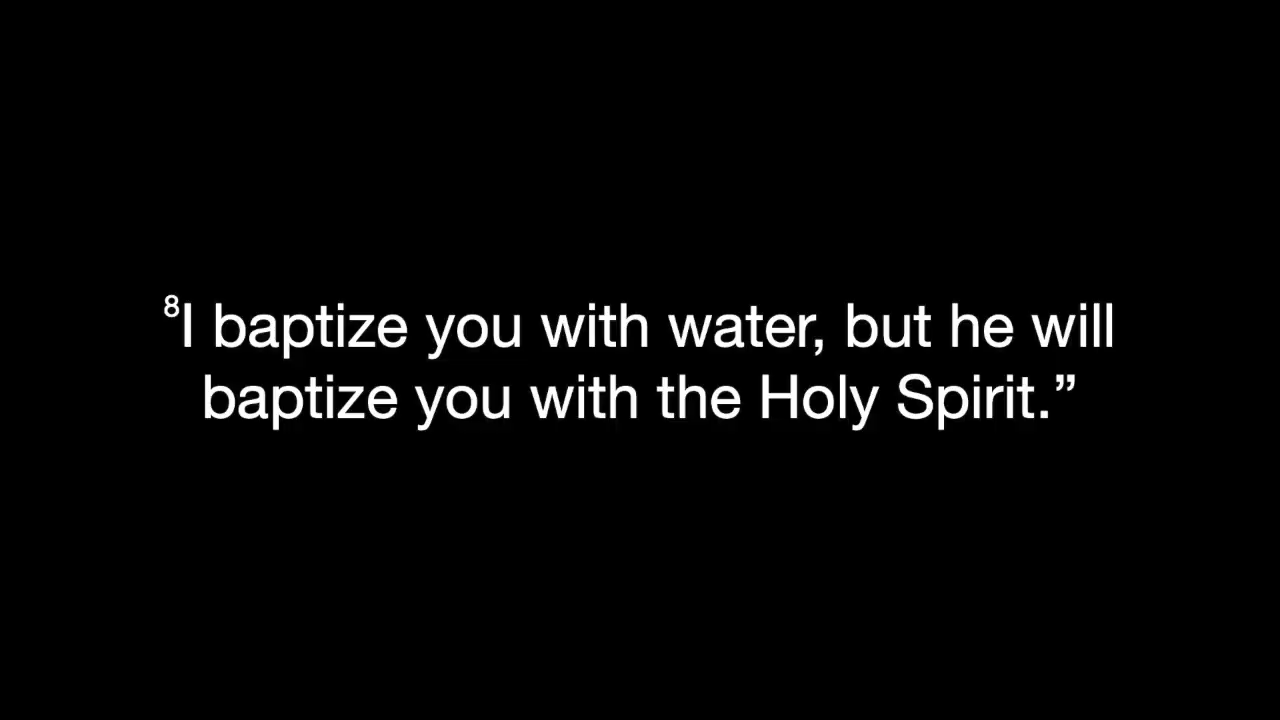 ⁸I baptize you with water, but he will
baptize you with the Holy Spirit.”